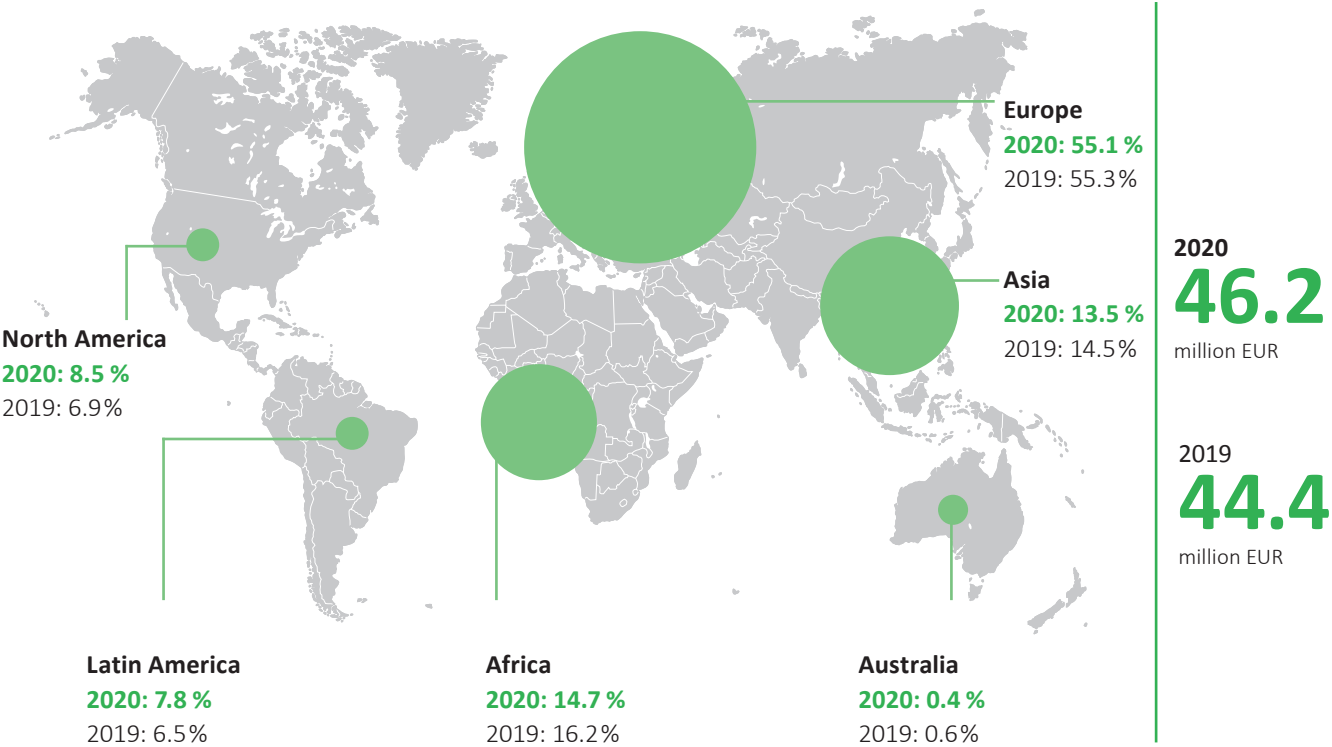 Europe
2020: 55.1 %
2019: 55.3%
Asia
2020: 13.5 %
2019: 14.5%
North America
2020: 8.5 %
2019: 6.9%
Latin America
2020: 7.8 %
2019: 6.5%
Africa
2020: 14.7 %
2019: 16.2%
Australia
2020: 0.4 %
2019: 0.6%
2020
46.2
million EUR
2019
44.4
million EUR